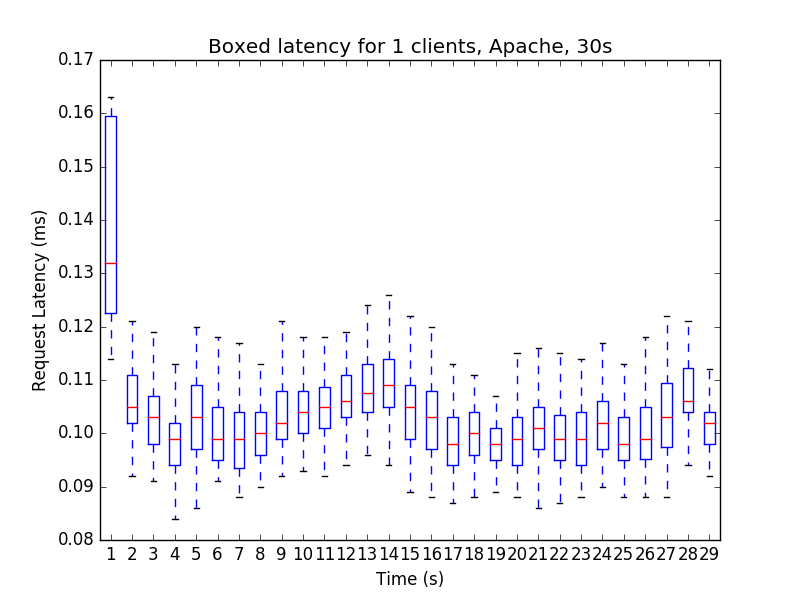 Boxed latency for 1 clients, Apache, 30s
0.17
0.16
0.15
0.14
0.13
0.12
0.11
0.10
0.09
0.08
Request Latency (ms)
1 2 3 4 5 6 7 8 9 10 11 12 13 14 15 16 17 18 19 20 21 22 23 24 25 26 27 28 29
Time (s)